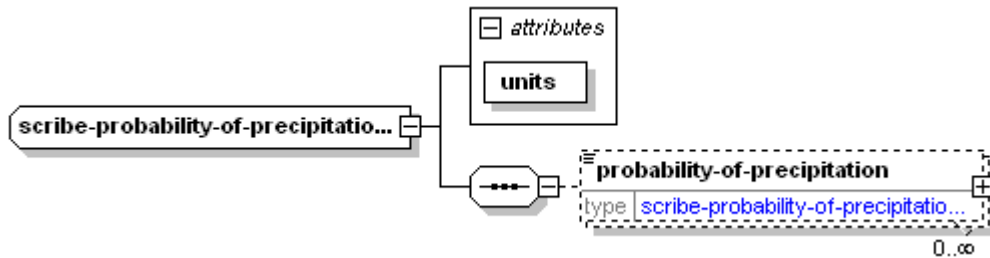 attributes
units
scribe-probability-of-precipitatio...
probability-of-precipitation
type scribe-probability-of-precipitatio...
0..∞